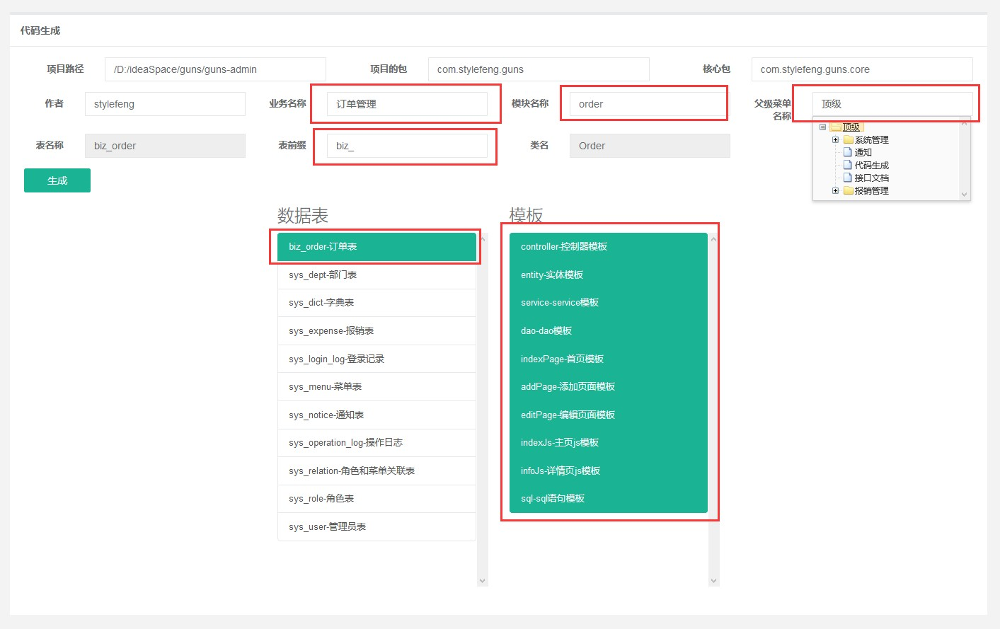 代码生成
项目路径 /D:/ideaSpace/guns/guns-admin 项目的包 com.stylefeng.guns 核心包 com.stylefeng.guns.core
作者 stylefeng 业务名称 订单管理 模块名称 order 父级菜单名称 顶级
表名称 biz_order 表前缀 biz_ 类名 Order
顶级
系统管理
通知
代码生成
接口文档
报销管理
生成
数据表
biz_order-订单表
sys_dept-部门表
sys_dict-字典表
sys_expense-报销表
sys_login_log-登录记录
sys_menu-菜单表
sys_notice-通知表
sys_operation_log-操作日志
sys_relation-角色和菜单关联表
sys_role-角色表
sys_user-管理员表
模板
controller-控制器模板
entity-实体模板
service-service模板
dao-dao模板
indexPage-首页模板
addPage-添加页面模板
editPage-编辑页面模板
indexJs-主页js模板
infoJs-详情页js模板
sql-sql语句模板